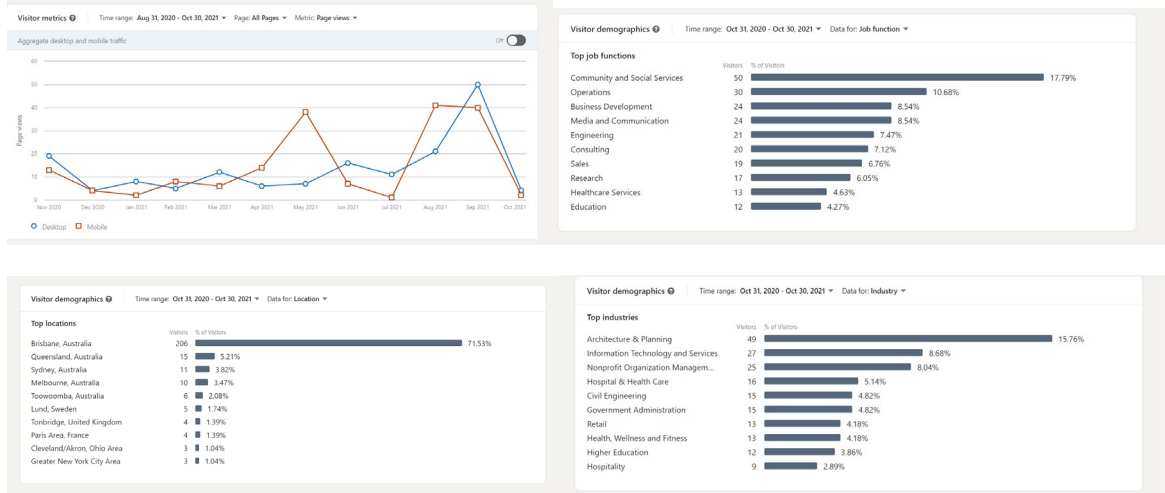 Visitor metrics Time range: Aug 31, 2020 - Oct 30, 2021 Page: All Pages Metric: Page views
Aggregate desktop and mobile traffic Off
60
50
40
30
20
10
0
Page views
Nov 2020 Dec 2020 Jan 2021 Feb 2021 Mar 2021 Apr 2021 May 2021 Jun 2021 Jul 2021 Aug 2021 Sep 2021 Oct 2021
Desktop Mobile
Visitor demographics Time range: Oct 31, 2020 - Oct 30, 2021 Data for: Job function
Top job functions
Visitors % of Visitors
Community and Social Services 50 17.79%
Operations 30 10.68%
Business Development 24 8.54%
Media and Communication 24 8.54%
Engineering 21 7.47%
Consulting 20 7.12%
Sales 19 6.76%
Research 17 6.05%
Healthcare Services 13 4.63%
Education 12 4.27%
Visitor demographics Time range: Oct 31, 2020 - Oct 30, 2021 Data for: Location
Top locations
Visitors % of Visitors
Brisbane, Australia 206 71.53%
Queensland, Australia 15 5.21%
Sydney, Australia 11 3.82%
Melbourne, Australia 10 3.47%
Toowoomba, Australia 6 2.08%
Lund, Sweden 5 1.74%
Tonbridge, United Kingdom 4 1.39%
Paris Area, France 4 1.39%
Cleveland/Akron, Ohio Area 3 1.04%
Greater New York City Area 3 1.04%
Visitor demographics Time range: Oct 31, 2020 - Oct 30, 2021 Data for: Industry
Top industries
Visitors % of Visitors
Architecture & Planning 49 15.76%
Information Technology and Services 27 8.68%
Nonprofit Organization Managem... 25 8.04%
Hospital & Health Care 16 5.14%
Civil Engineering 15 4.82%
Government Administration 15 4.82%
Retail 13 4.18%
Health, Wellness and Fitness 13 4.18%
Higher Education 12 3.86%
Hospitality 9 2.89%